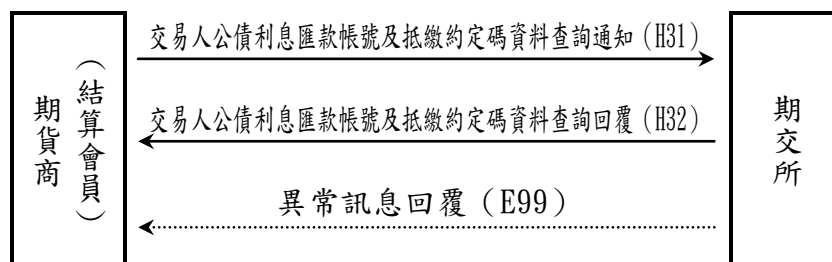 期貨商
（結算會員）
交易人公債利息匯款帳號及抵繳約定碼資料查詢通知（H31）
交易人公債利息匯款帳號及抵繳約定碼資料查詢回覆（H32）
異常訊息回覆（E99）
期交所